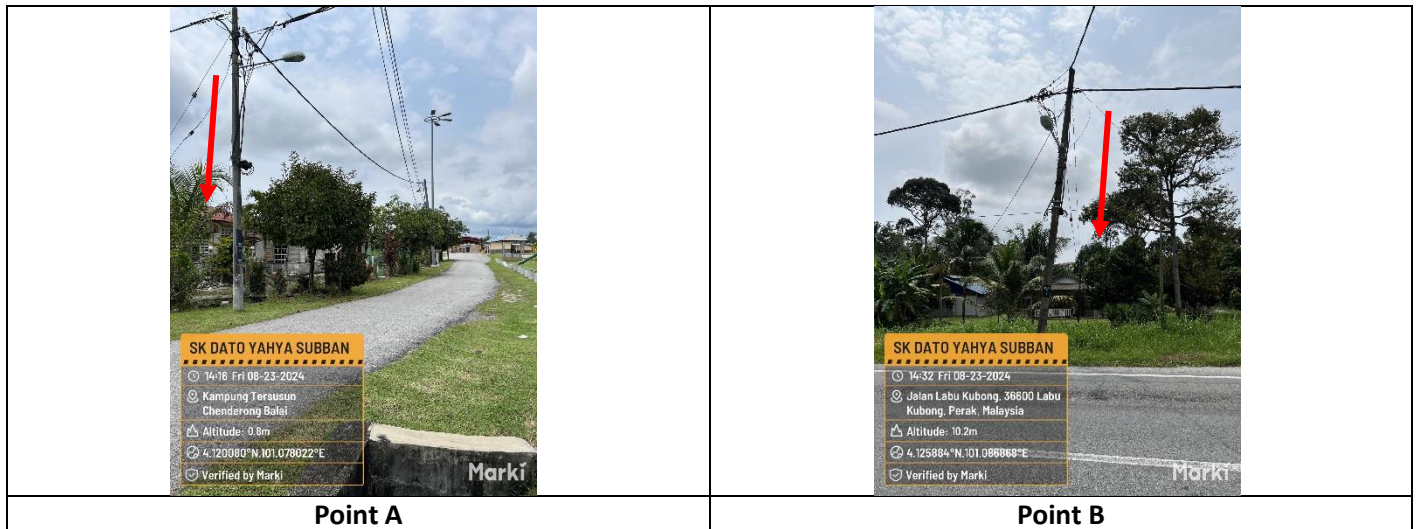 SK DATO YAHYA SUBBAN
14:16 Fri 08-23-2024
Kampung Tersusun
Chenderong Balai
Altitude: 0.8m
4.120080°N,101.078022°E
Verified by Marki
Marki
Point A
SK DATO YAHYA SUBBAN
14:32 Fri 08-23-2024
Jalan Labu Kubong, 36600 Labu
Kubong, Perak, Malaysia
Altitude: 10.2m
4.125884°N,101.086868°E
Verified by Marki
Marki
Point B